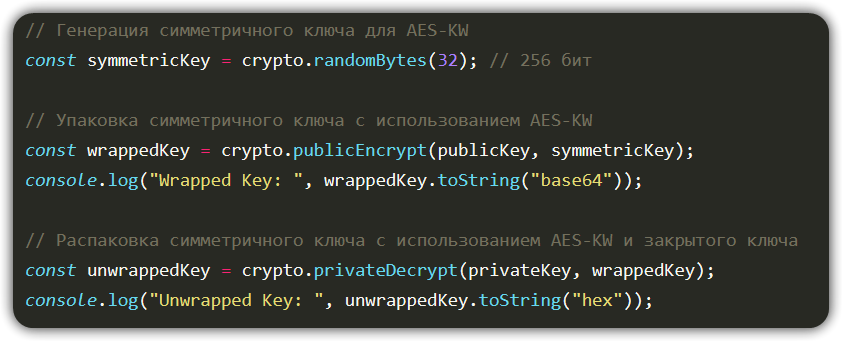 // Генерация симметричного ключа для AES-KW
const symmetricKey = crypto.randomBytes(32); // 256 бит
// Упаковка симметричного ключа с использованием AES-KW
const wrappedKey = crypto.publicEncrypt(publicKey, symmetricKey);
console.log("Wrapped Key: ", wrappedKey.toString("base64"));
// Распаковка симметричного ключа с использованием AES-KW и закрытого ключа
const unwrappedKey = crypto.privateDecrypt(privateKey, wrappedKey);
console.log("Unwrapped Key: ", unwrappedKey.toString("hex"));